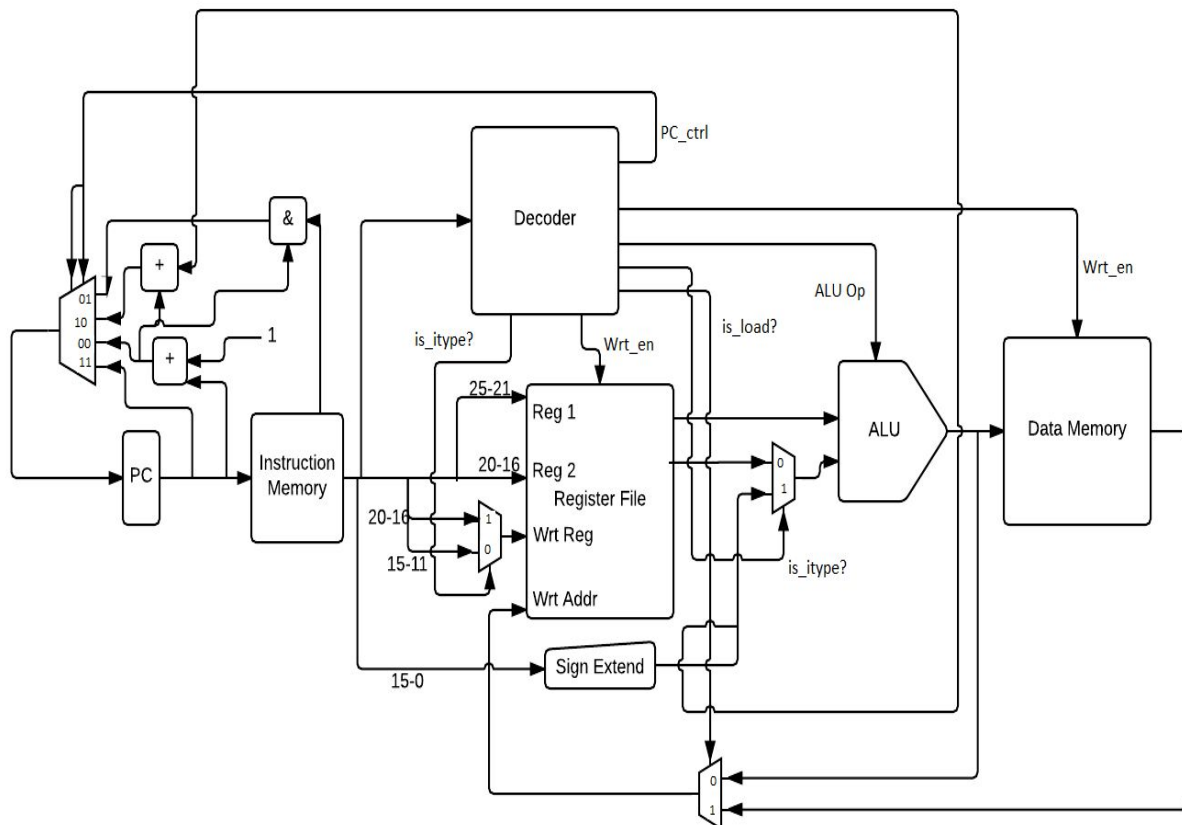 PC_ctrl
Decoder
&
+
Wrt_en
01
10
ALU Op
1
00
is_load?
is_itype?
Wrt_en
+
11
25-21
Reg 1
ALU
Data Memory
PC
Instruction
Memory
20-16
Reg 2
0
Register File
1
20-16
1
Wrt Reg
0
15-11
is_itype?
Wrt Addr
Sign Extend
15-0
0
1